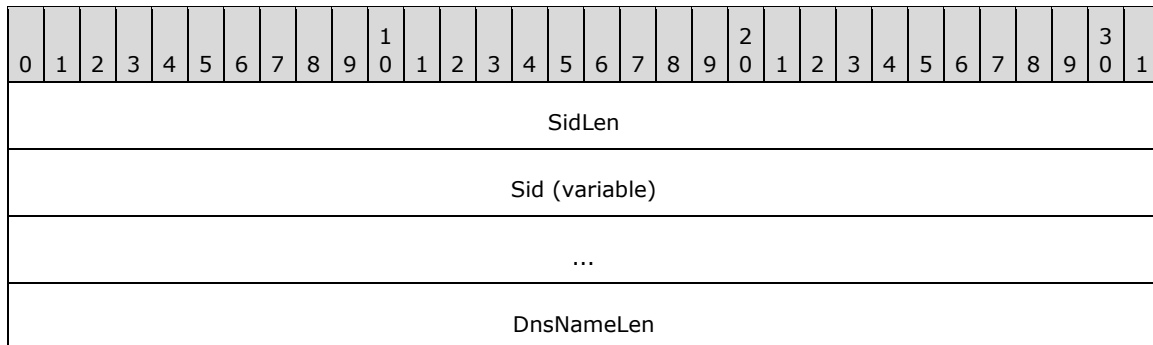 0 1 2 3 4 5 6 7 8 9 1 0 1 2 3 4 5 6 7 8 9 2 0 1 2 3 4 5 6 7 8 9 3 0 1
SidLen
Sid (variable)
...
DnsNameLen